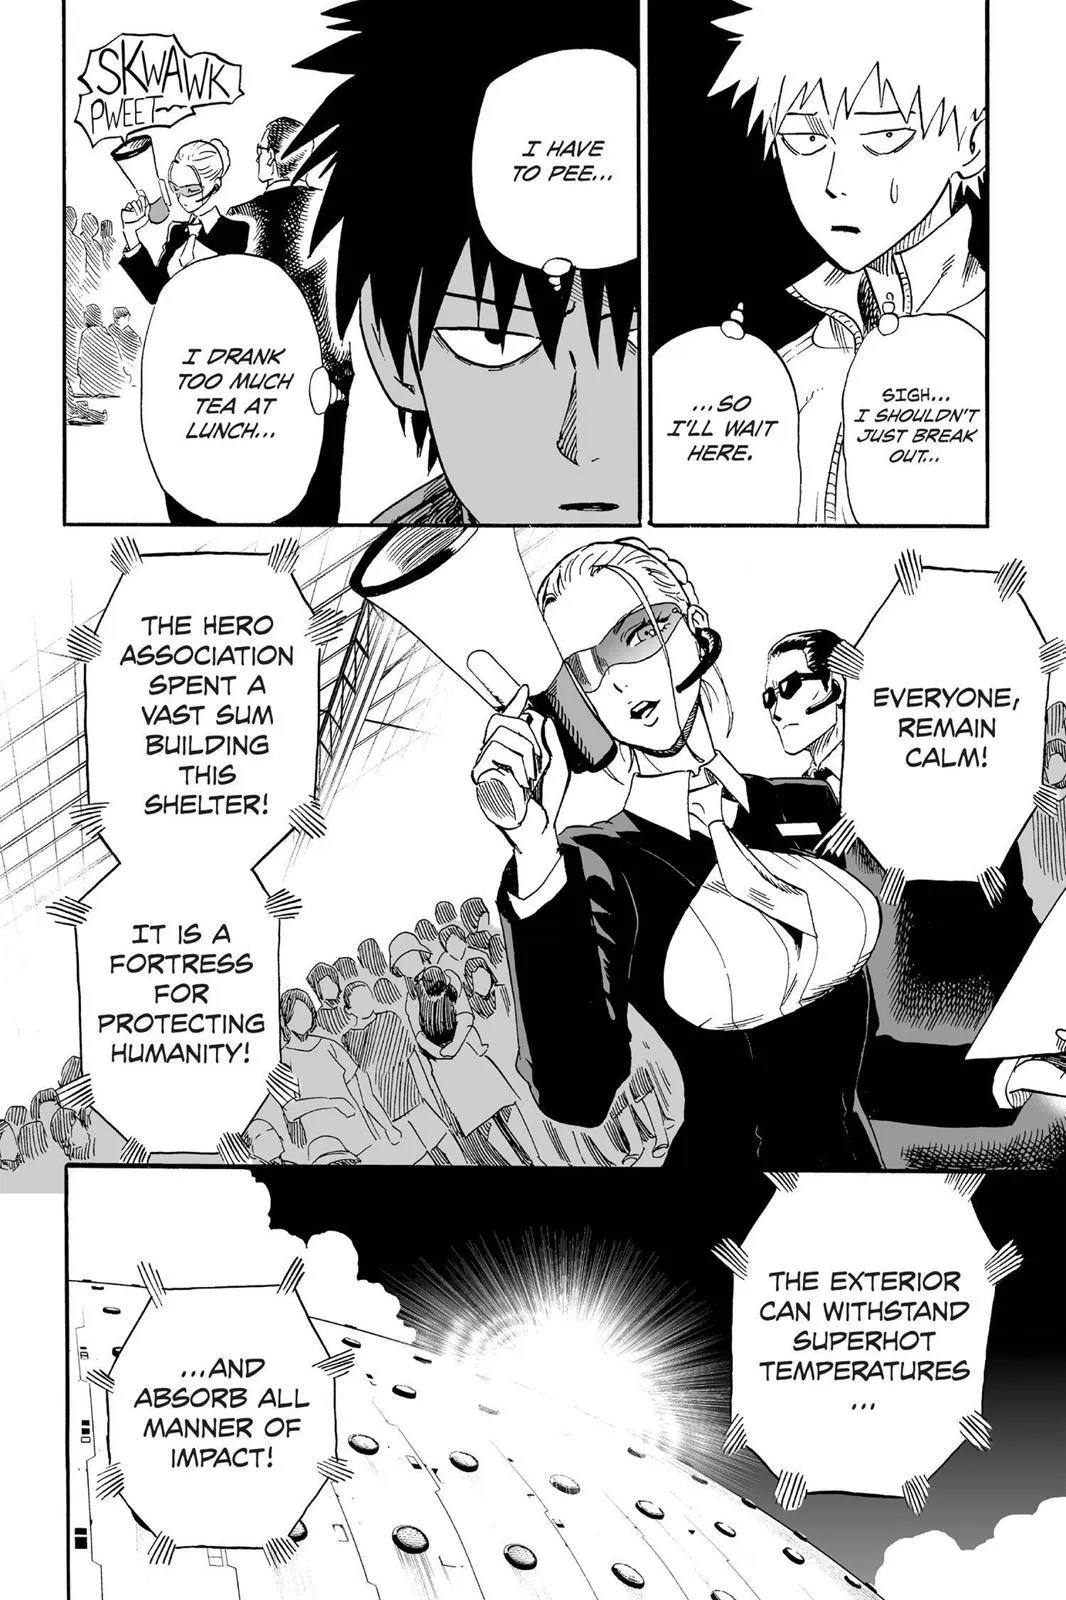 SIGH...
I SHOULDN'T
JUST BREAK
OUT...
...SO
I'LL WAIT
HERE.
I HAVE
TO PEE...
I DRANK
TOO MUCH
TEA AT
LUNCH...
SKWAWK
PWEET~~
EVERYONE,
REMAIN
CALM!
THE HERO
ASSOCIATION
SPENT A
VAST SUM
BUILDING
THIS
SHELTER!
IT IS A
FORTRESS
FOR
PROTECTING
HUMANITY!
THE EXTERIOR
CAN WITHSTAND
SUPERHOT
TEMPERATURES
...
...AND
ABSORB ALL
MANNER OF
IMPACT!